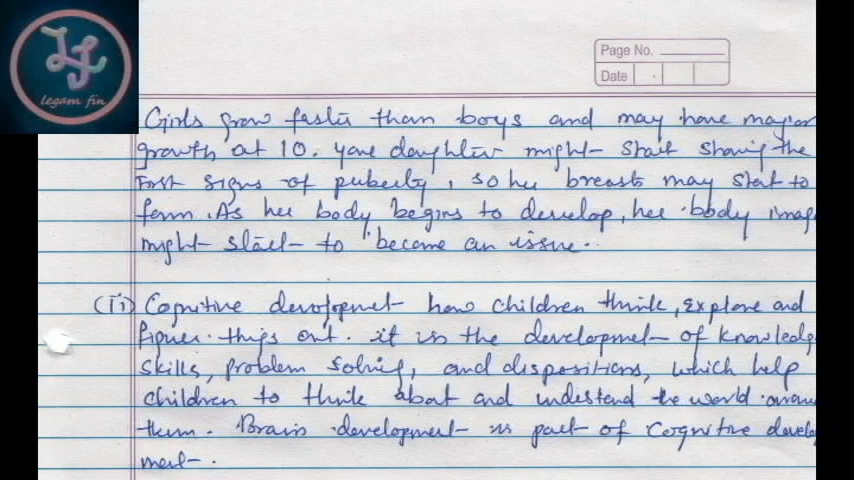 legam fin
Page No.
Date
Girls grow faster than boys and may have major
growth at 10. your daughter might start showing the
First signs of puberty, so her breasts may start to
form. As her body begins to develop, her body imag
might start to become an issue.
(ii) Cognitive development how children think, explore and
figure things out. it is the development of knowledg
skills, problem solving, and dispositions, which help
children to think about and understand the world aroun
them. Brain development is part of Cognitive develop
ment.